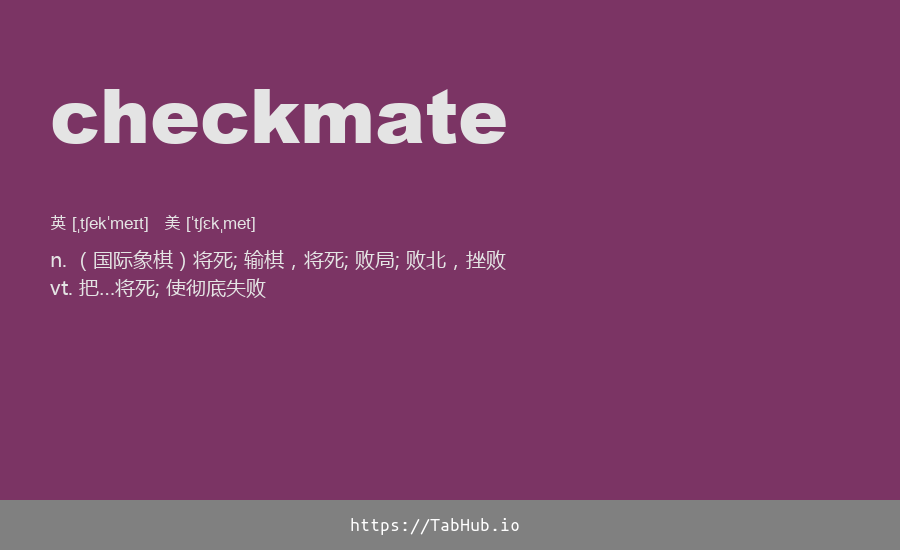 checkmate
英 [ˌtʃekˈmeɪt]   美 [ˈtʃɛkˌmet]
n. （国际象棋）将死; 输棋，将死; 败局; 败北，挫败
vt. 把...将死; 使彻底失败
https://TabHub.io